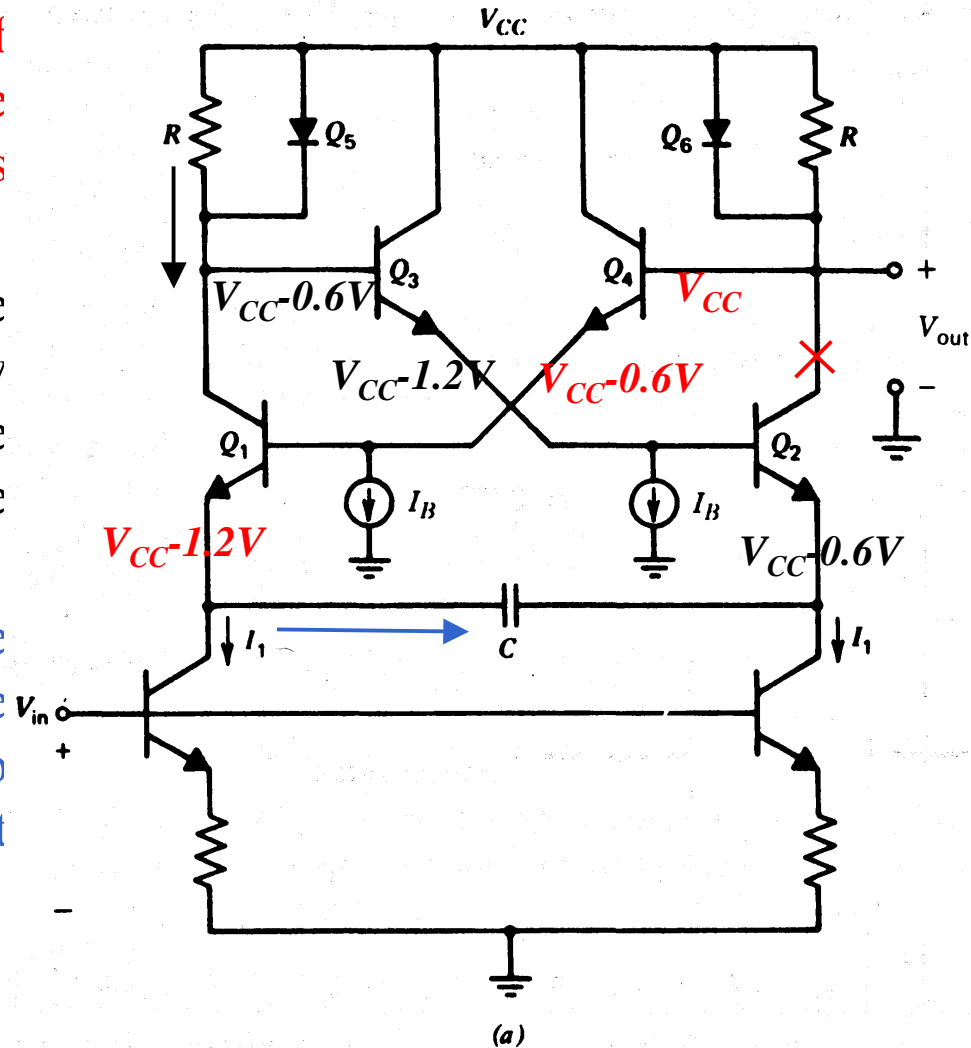 V_CC
R Q5 Q6 R
Q3 Q4 +
V_CC-0.6V V_CC
V_out
V_CC-1.2V V_CC-0.6V
−
Q1 Q2
I_B I_B
V_CC-1.2V V_CC-0.6V
I1 C I1
V_in
+
−
(a)